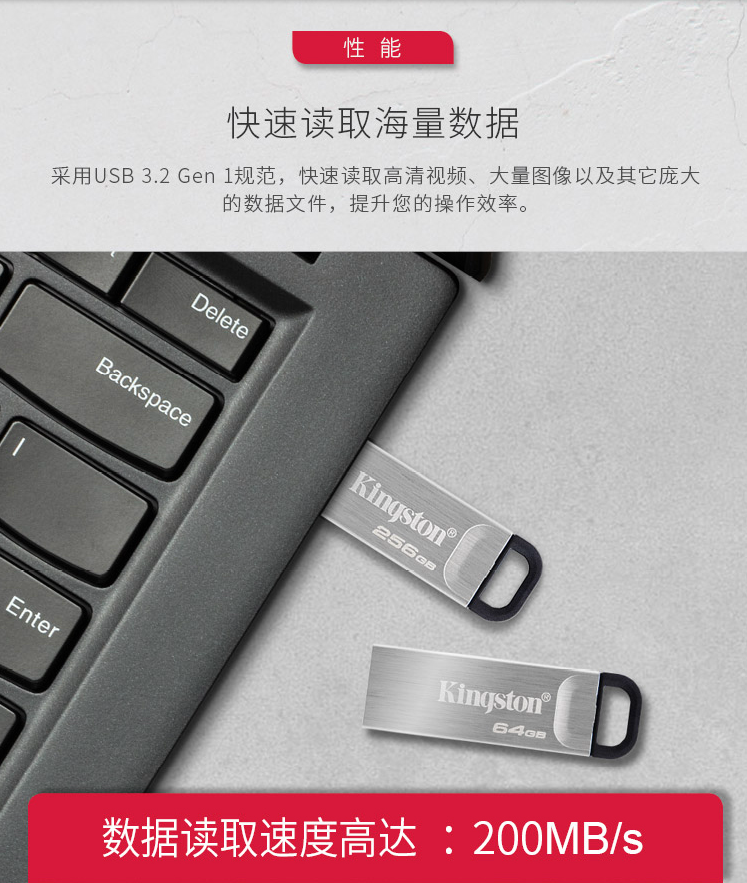 性 能
快速读取海量数据
采用USB 3.2 Gen 1规范，快速读取高清视频、大量图像以及其它庞大
的数据文件，提升您的操作效率。
Delete
Backspace
Enter
Kingston®
256GB
Kingston®
64GB
数据读取速度高达 ：200MB/s